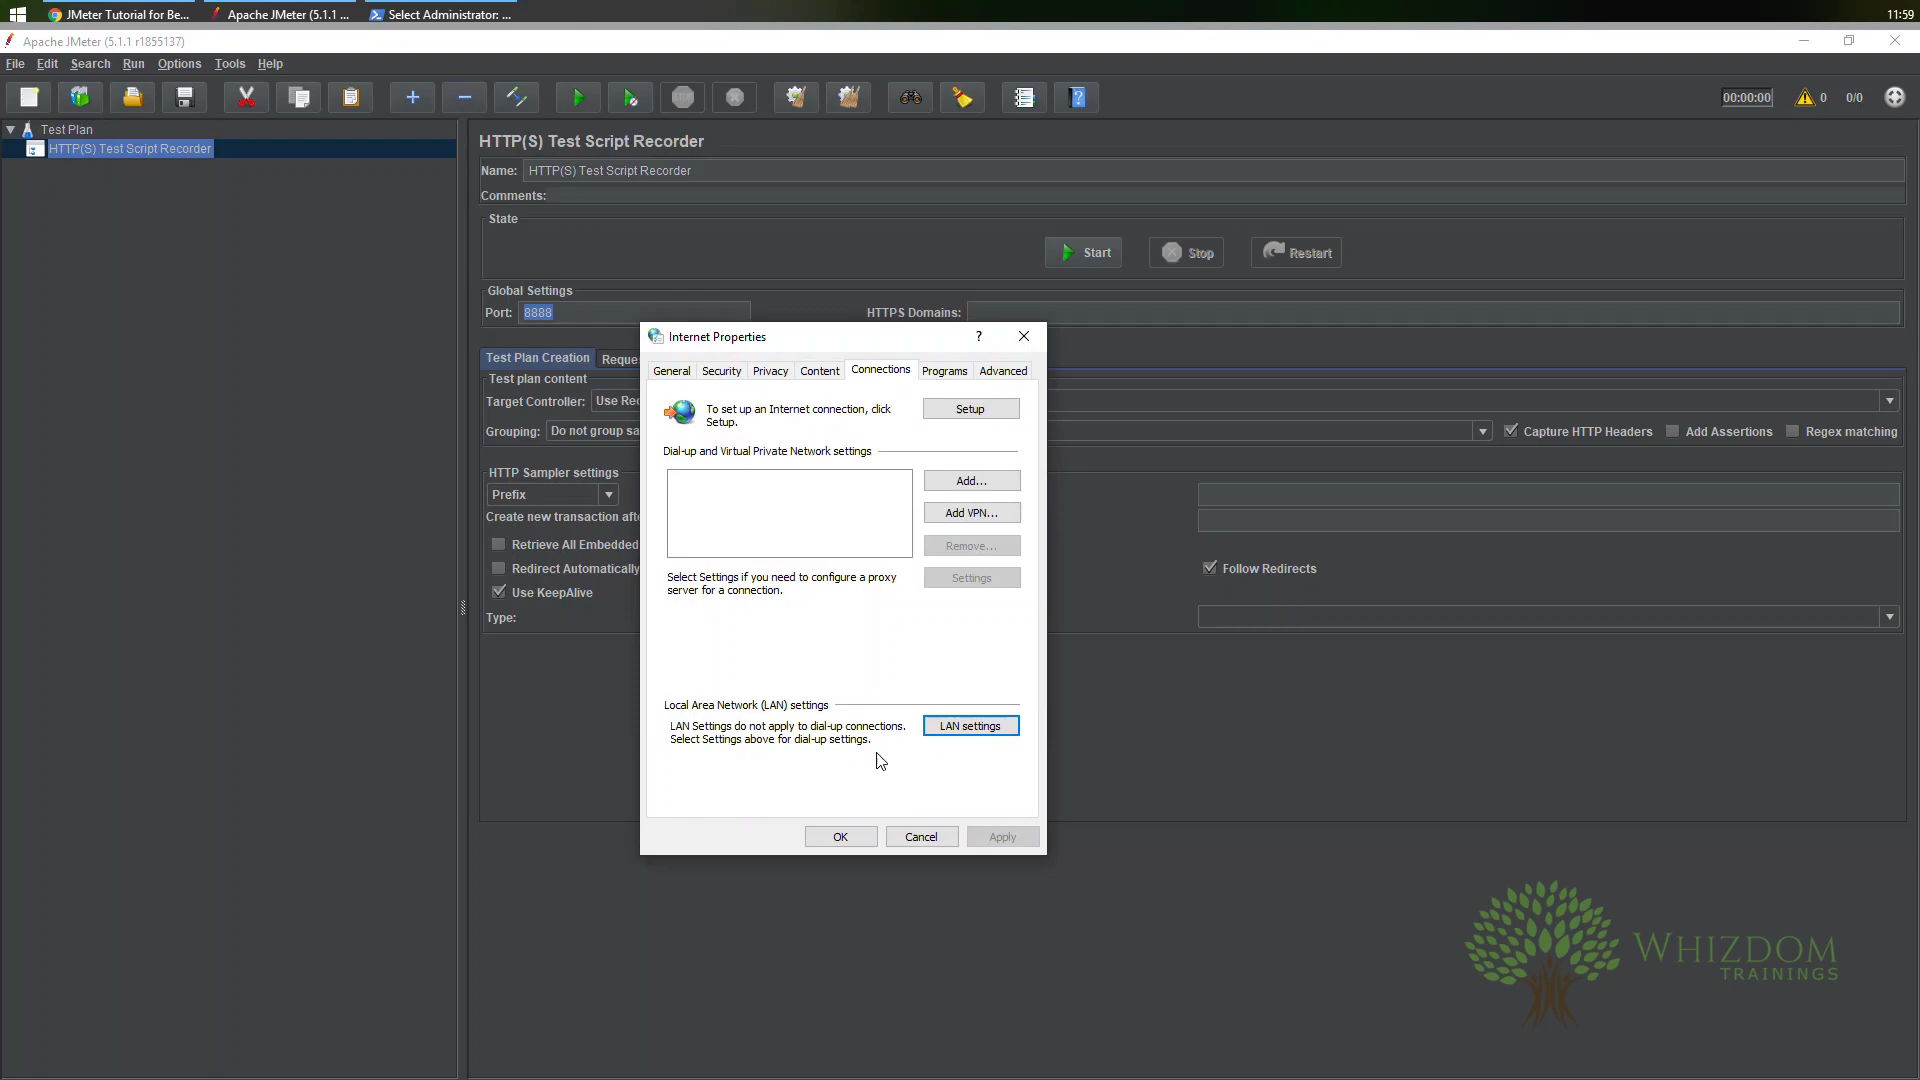 JMeter Tutorial for Be...
Apache JMeter (5.1.1 ...
Select Administrator: ...
11:59
Apache JMeter (5.1.1 r1855137)
File Edit Search Run Options Tools Help
00:00:00 0 0/0
Test Plan
HTTP(S) Test Script Recorder
HTTP(S) Test Script Recorder
Name: HTTP(S) Test Script Recorder
Comments:
State
Start Stop Restart
Global Settings
Port: 8888 HTTPS Domains:
Test Plan Creation Reque
Test plan content
Target Controller: Use Rec
Grouping: Do not group sa Capture HTTP Headers Add Assertions Regex matching
HTTP Sampler settings
Prefix
Create new transaction afte
Retrieve All Embedded
Redirect Automatically Follow Redirects
Use KeepAlive
Type:
Internet Properties ?
General Security Privacy Content Connections Programs Advanced
To set up an Internet connection, click
Setup.
Setup
Dial-up and Virtual Private Network settings
Add...
Add VPN...
Remove...
Settings
Select Settings if you need to configure a proxy
server for a connection.
Local Area Network (LAN) settings
LAN Settings do not apply to dial-up connections.
Select Settings above for dial-up settings.
LAN settings
OK Cancel Apply
WHIZDOM
TRAININGS